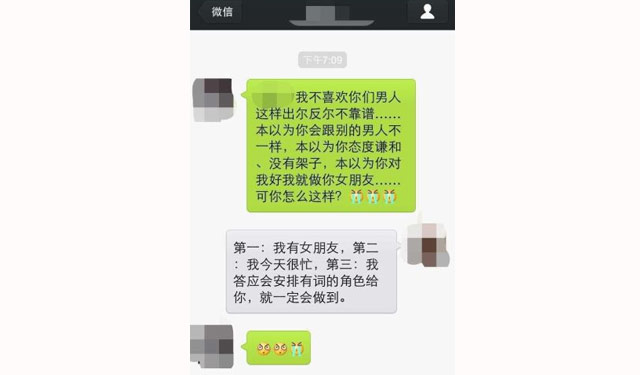 微信
下午7:09
我不喜欢你们男人
这样出尔反尔不靠谱……
本以为你会跟别的男人不
一样，本以为你态度谦和
、没有架子，本以为你对
我好我就做你女朋友……
可你怎么这样？
第一：我有女朋友，第二
：我今天很忙，第三：我
答应会安排有词的角色给
你，就一定会做到。